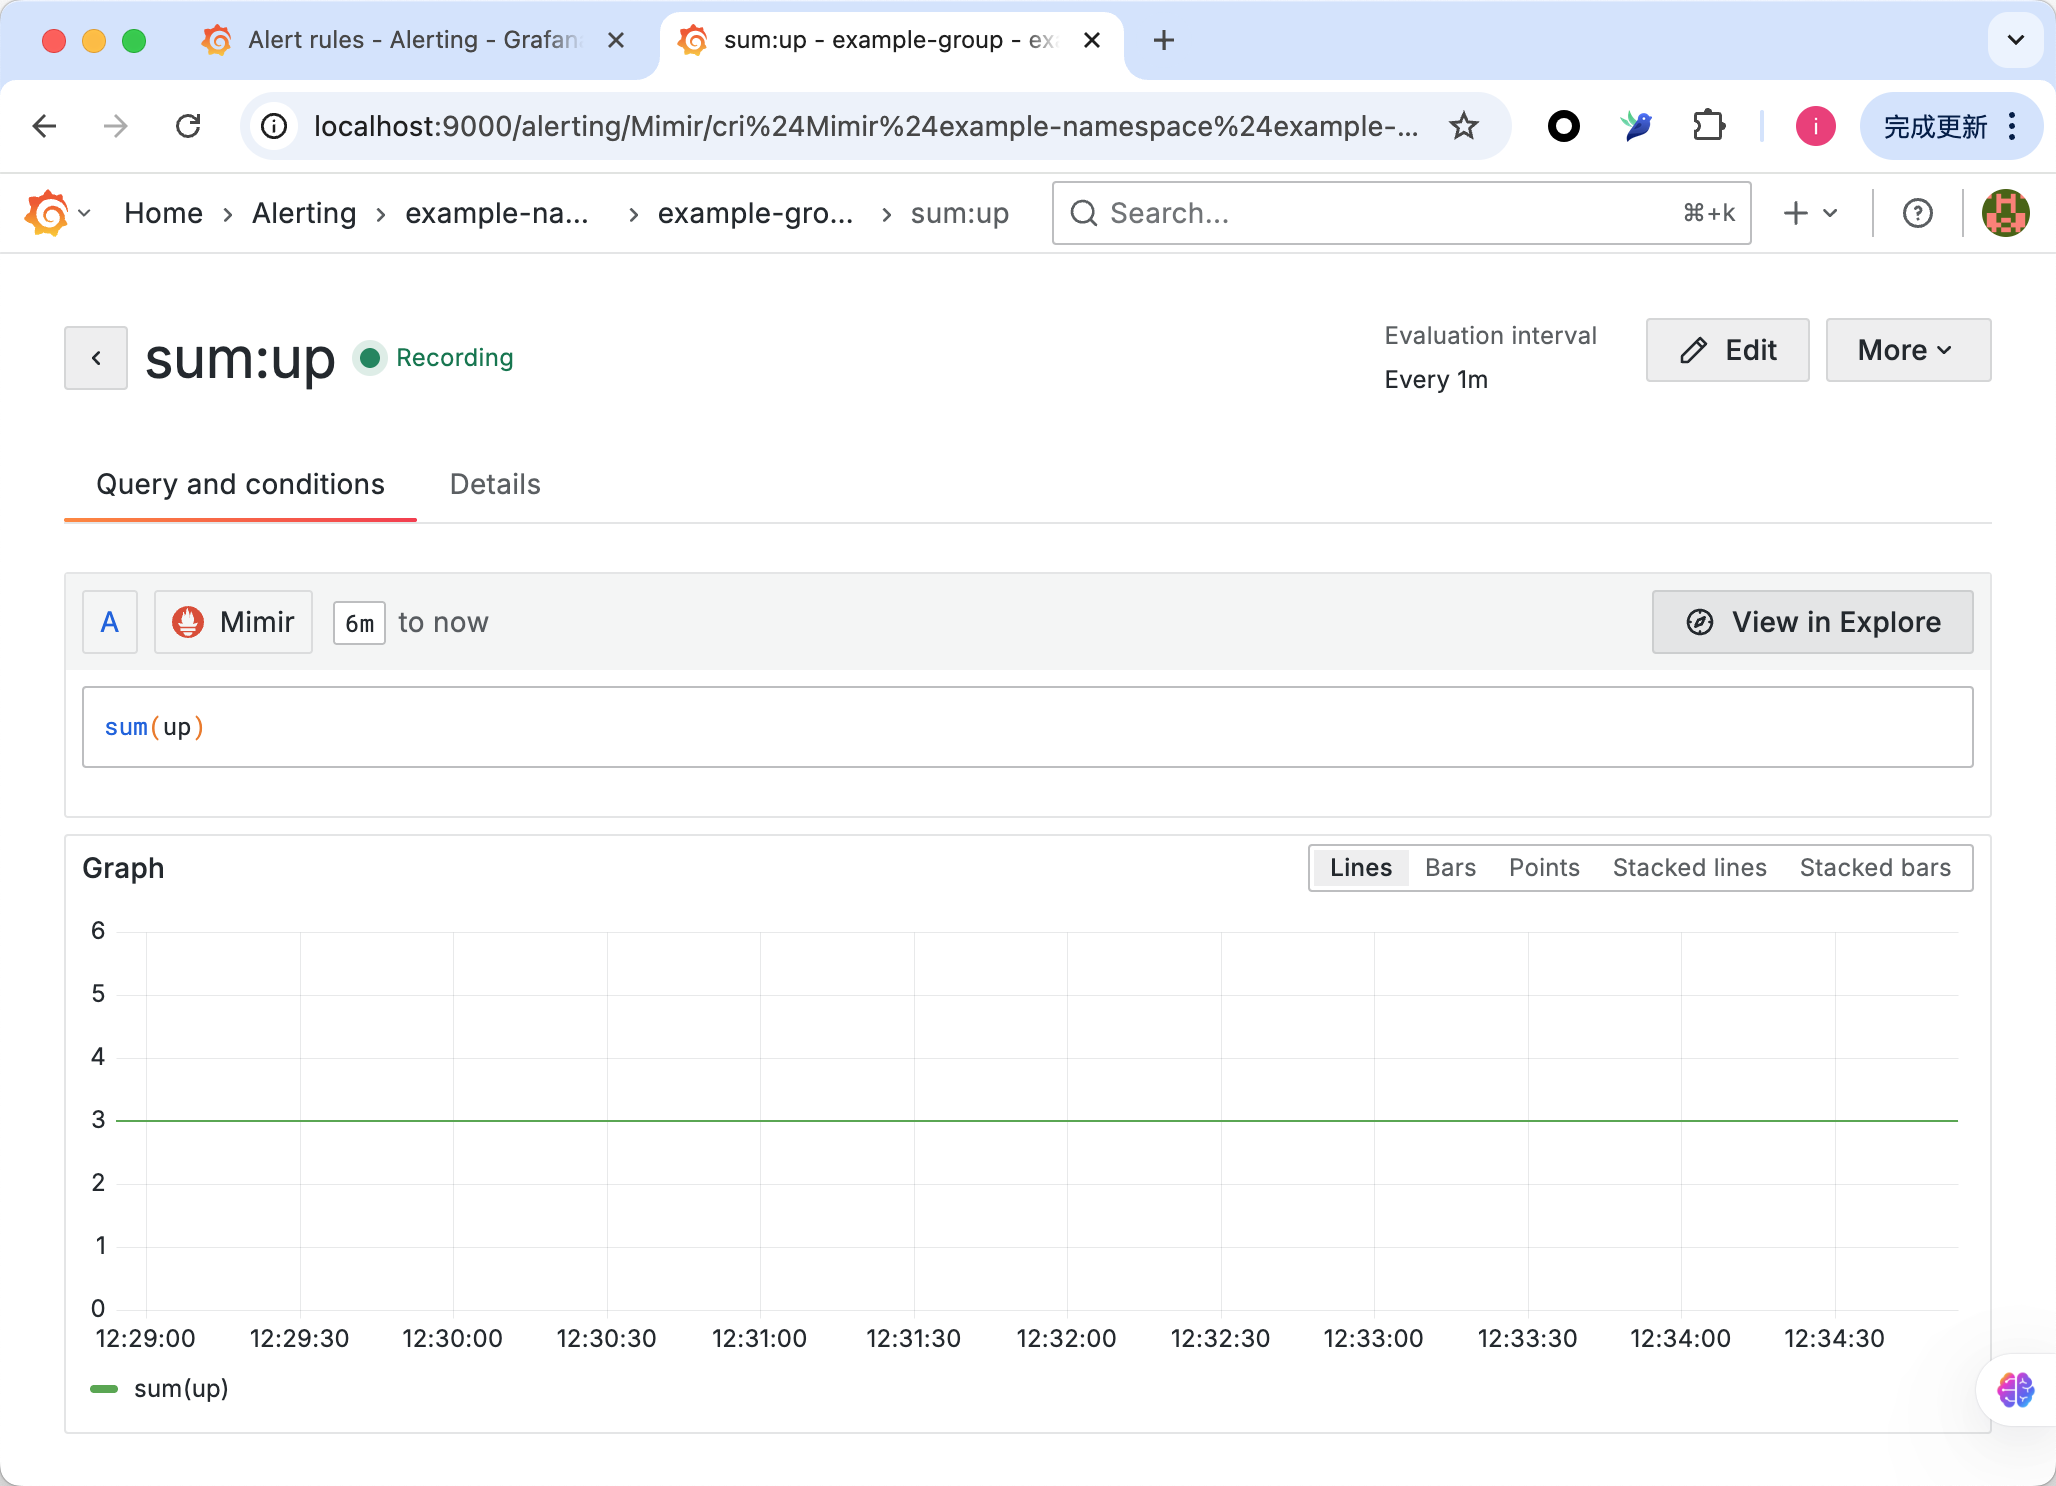 Alert rules - Alerting - Grafana
sum:up - example-group - exa
localhost:9000/alerting/Mimir/cri%24Mimir%24example-namespace%24example-...
i
完成更新
Home › Alerting › example-na... › example-gro... › sum:up
Search...
⌘+k
sum:up
Recording
Evaluation interval
Every 1m
Edit
More
Query and conditions
Details
A
Mimir
6m to now
View in Explore
sum(up)
Graph
Lines Bars Points Stacked lines Stacked bars
6
5
4
3
2
1
0
12:29:00 12:29:30 12:30:00 12:30:30 12:31:00 12:31:30 12:32:00 12:32:30 12:33:00 12:33:30 12:34:00 12:34:30
sum(up)